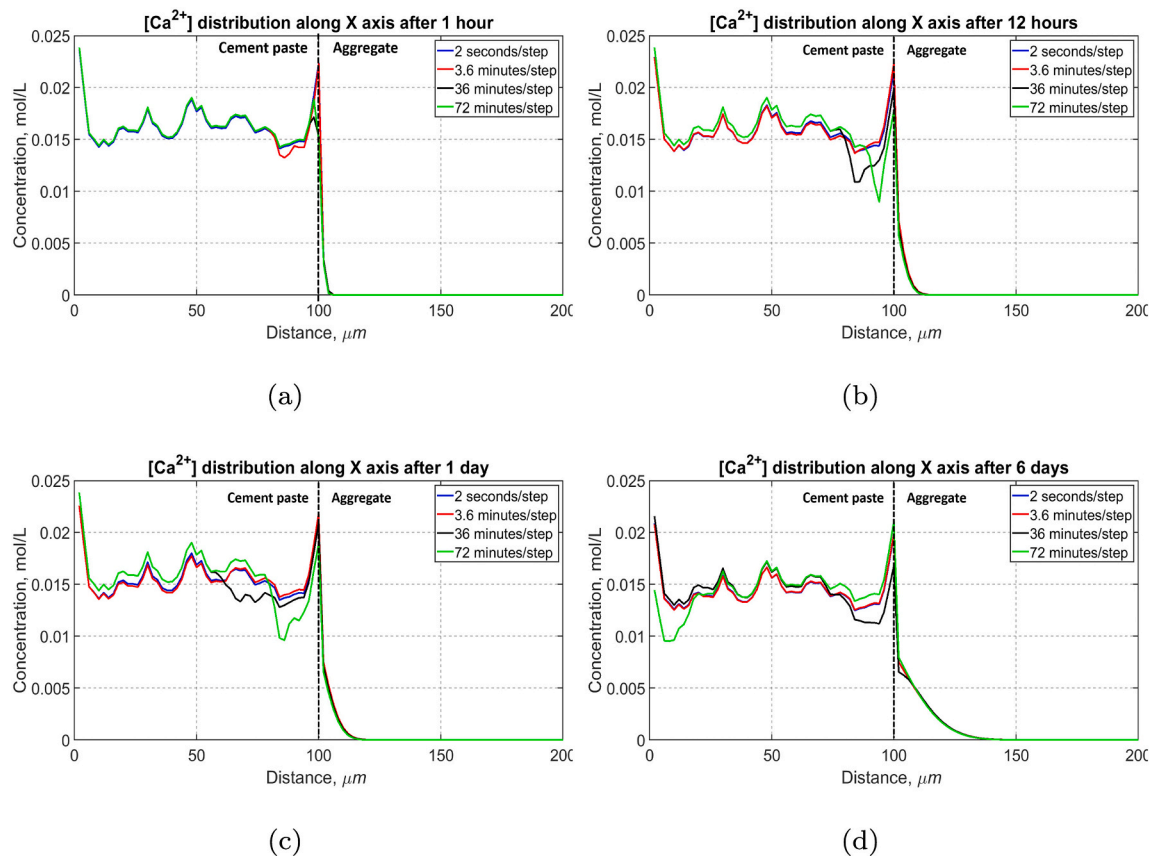 [Ca2+] distribution along X axis after 1 hour
Cement paste Aggregate
2 seconds/step
3.6 minutes/step
36 minutes/step
72 minutes/step
0.025
0.02
0.015
0.01
0.005
0
Concentration, mol/L
0 50 100 150 200
Distance, μm
(a)
[Ca2+] distribution along X axis after 12 hours
Cement paste Aggregate
2 seconds/step
3.6 minutes/step
36 minutes/step
72 minutes/step
0.025
0.02
0.015
0.01
0.005
0
Concentration, mol/L
0 50 100 150 200
Distance, μm
(b)
[Ca2+] distribution along X axis after 1 day
Cement paste Aggregate
2 seconds/step
3.6 minutes/step
36 minutes/step
72 minutes/step
0.025
0.02
0.015
0.01
0.005
0
Concentration, mol/L
0 50 100 150 200
Distance, μm
(c)
[Ca2+] distribution along X axis after 6 days
Cement paste Aggregate
2 seconds/step
3.6 minutes/step
36 minutes/step
72 minutes/step
0.025
0.02
0.015
0.01
0.005
0
Concentration, mol/L
0 50 100 150 200
Distance, μm
(d)